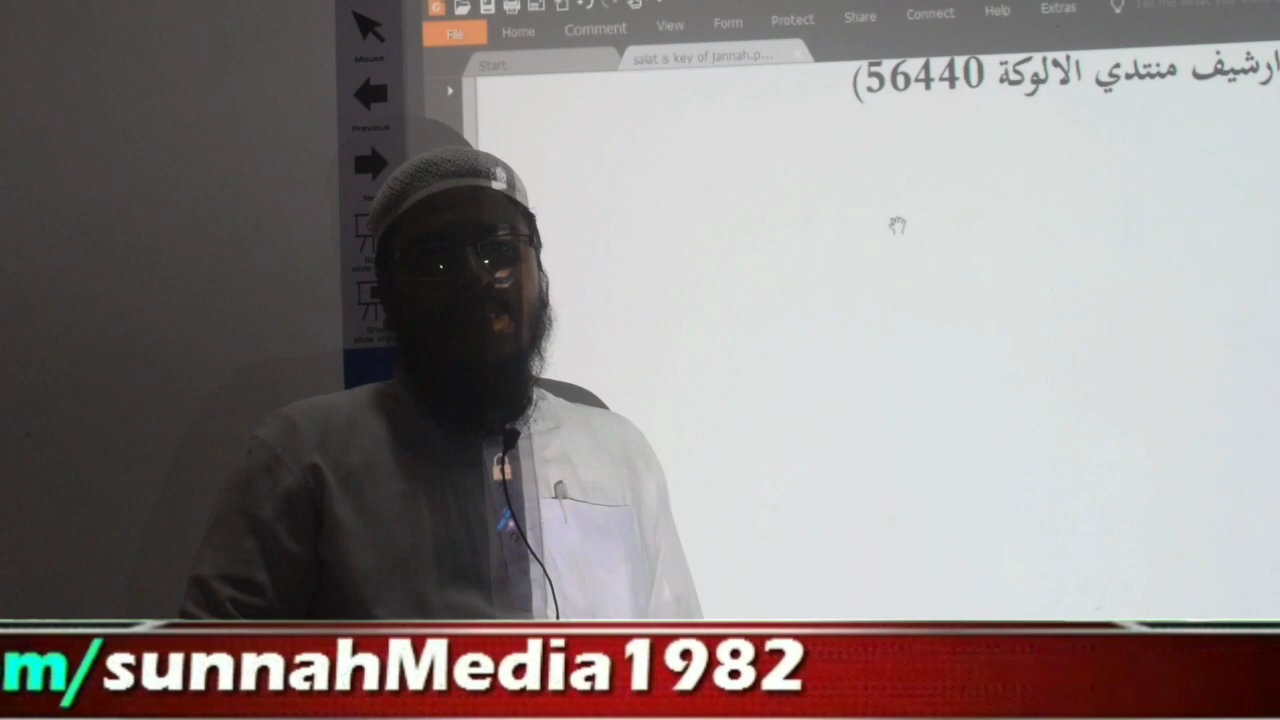 Mouse
Previous
File Home Comment View Form Protect Share Connect Help Extras
Start
salat is key of jannah.p...
ارشيف منتدي الالوكة 56440)
m/sunnahMedia1982